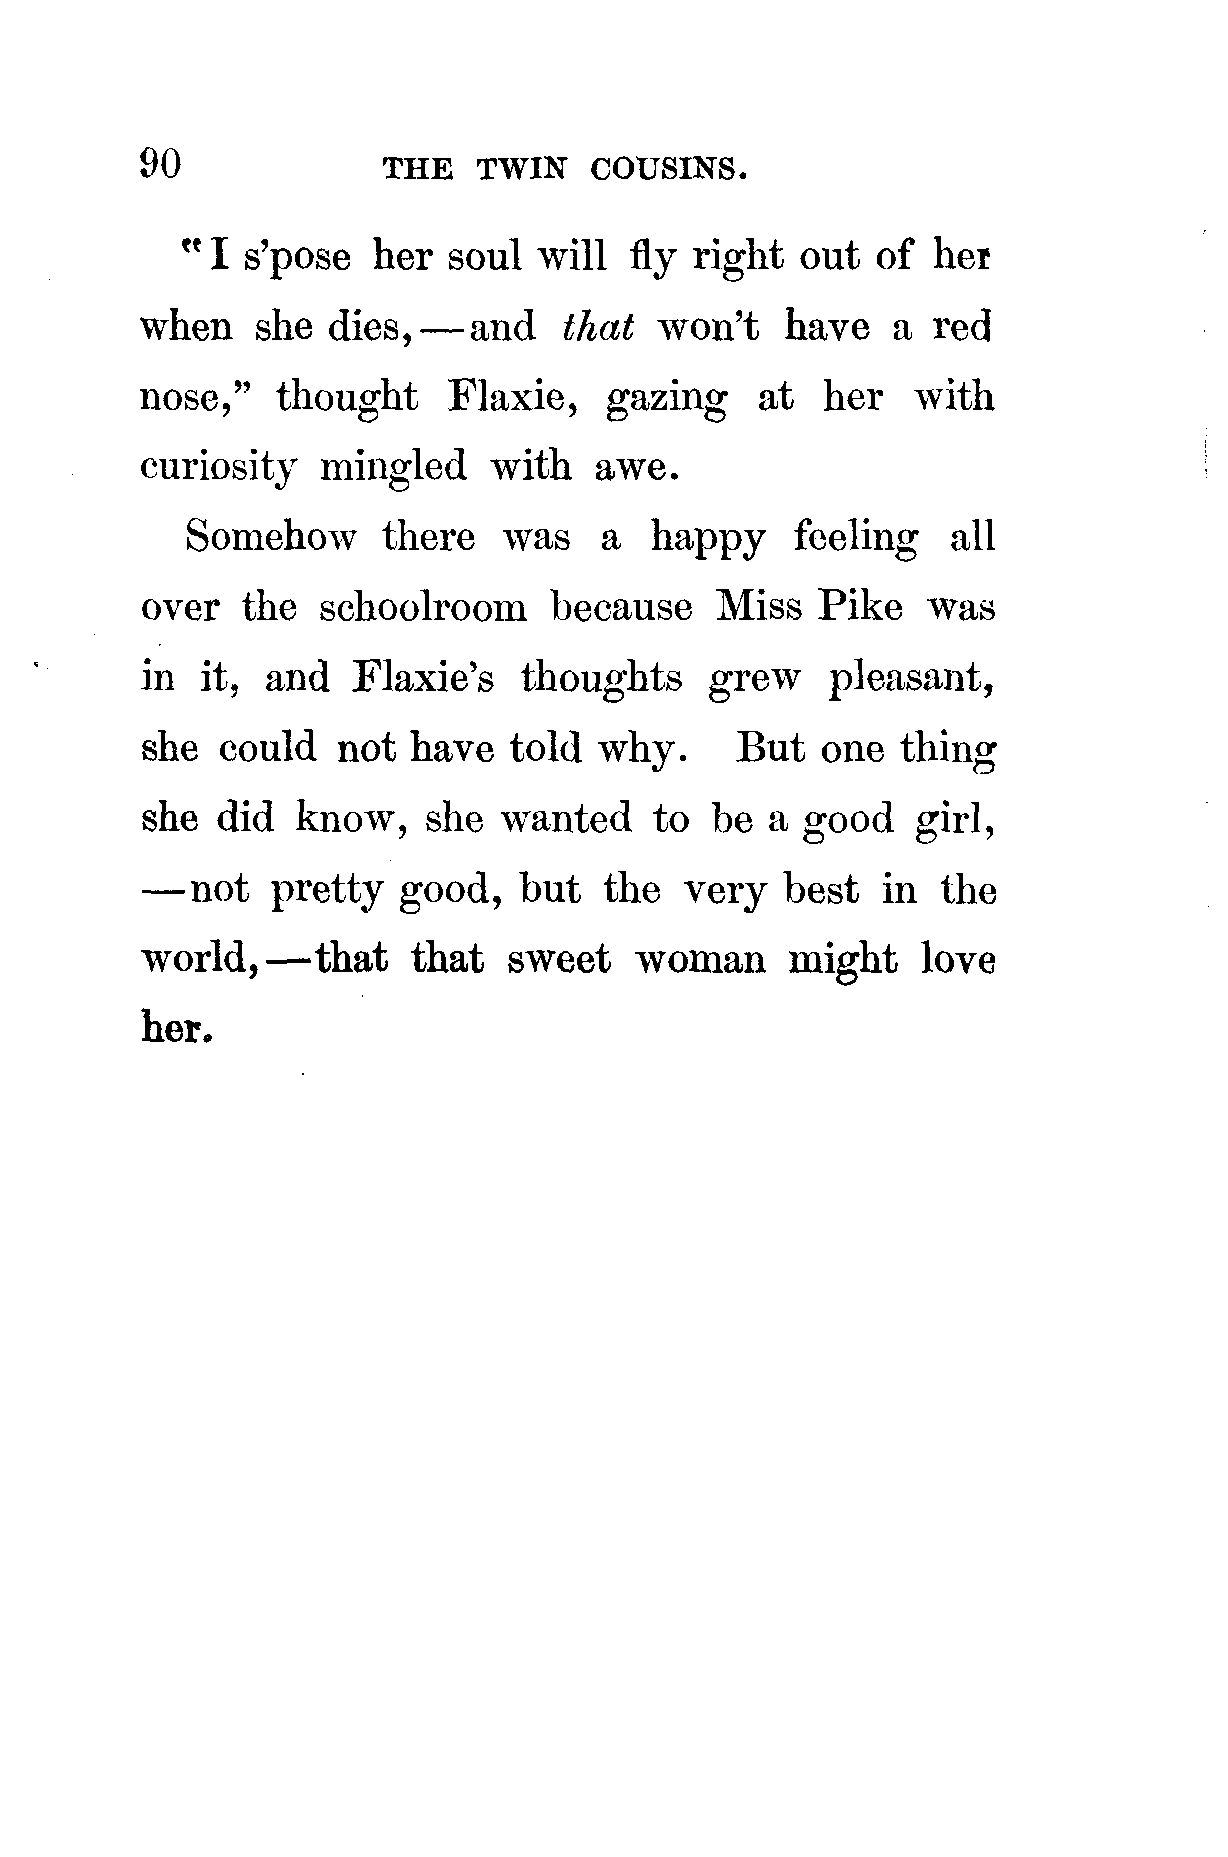 90 THE TWIN COUSINS.
"I s'pose her soul will fly right out of her
when she dies,—and that won't have a red
nose," thought Flaxie, gazing at her with
curiosity mingled with awe.
Somehow there was a happy feeling all
over the schoolroom because Miss Pike was
in it, and Flaxie's thoughts grew pleasant,
she could not have told why. But one thing
she did know, she wanted to be a good girl,
—not pretty good, but the very best in the
world,—that that sweet woman might love
her.